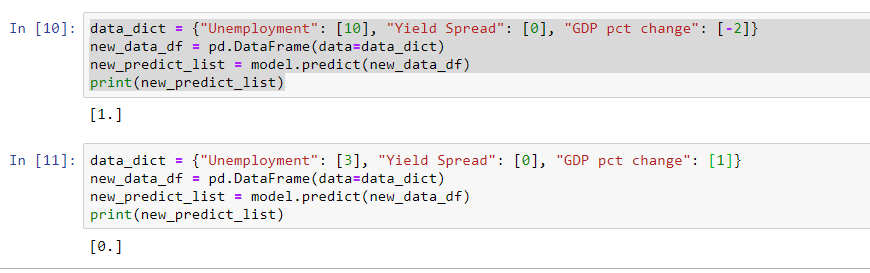 In [10]: data_dict = {"Unemployment": [10], "Yield Spread": [0], "GDP pct change": [-2]}
new_data_df = pd.DataFrame(data=data_dict)
new_predict_list = model.predict(new_data_df)
print(new_predict_list)
[1.]
In [11]: data_dict = {"Unemployment": [3], "Yield Spread": [0], "GDP pct change": [1]}
new_data_df = pd.DataFrame(data=data_dict)
new_predict_list = model.predict(new_data_df)
print(new_predict_list)
[0.]